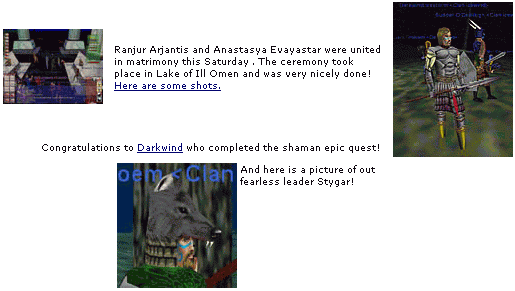 Ranjur Arjantis and Anastasya Evayastar were united
in matrimony this Saturday . The ceremony took
place in Lake of Ill Omen and was very nicely done!
Here are some shots.
Congratulations to Darkwind who completed the shaman epic quest!
oem <Clan
And here is a picture of out
fearless leader Stygar!